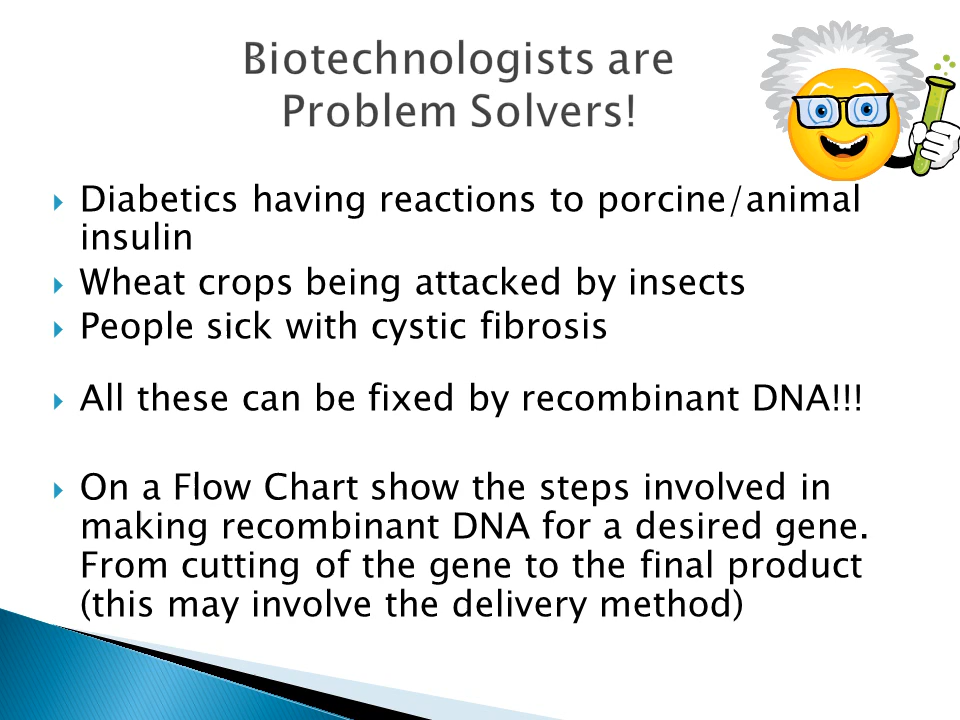 Biotechnologists are
Problem Solvers!
Diabetics having reactions to porcine/animal
insulin
Wheat crops being attacked by insects
People sick with cystic fibrosis
All these can be fixed by recombinant DNA!!!
On a Flow Chart show the steps involved in
making recombinant DNA for a desired gene.
From cutting of the gene to the final product
(this may involve the delivery method)